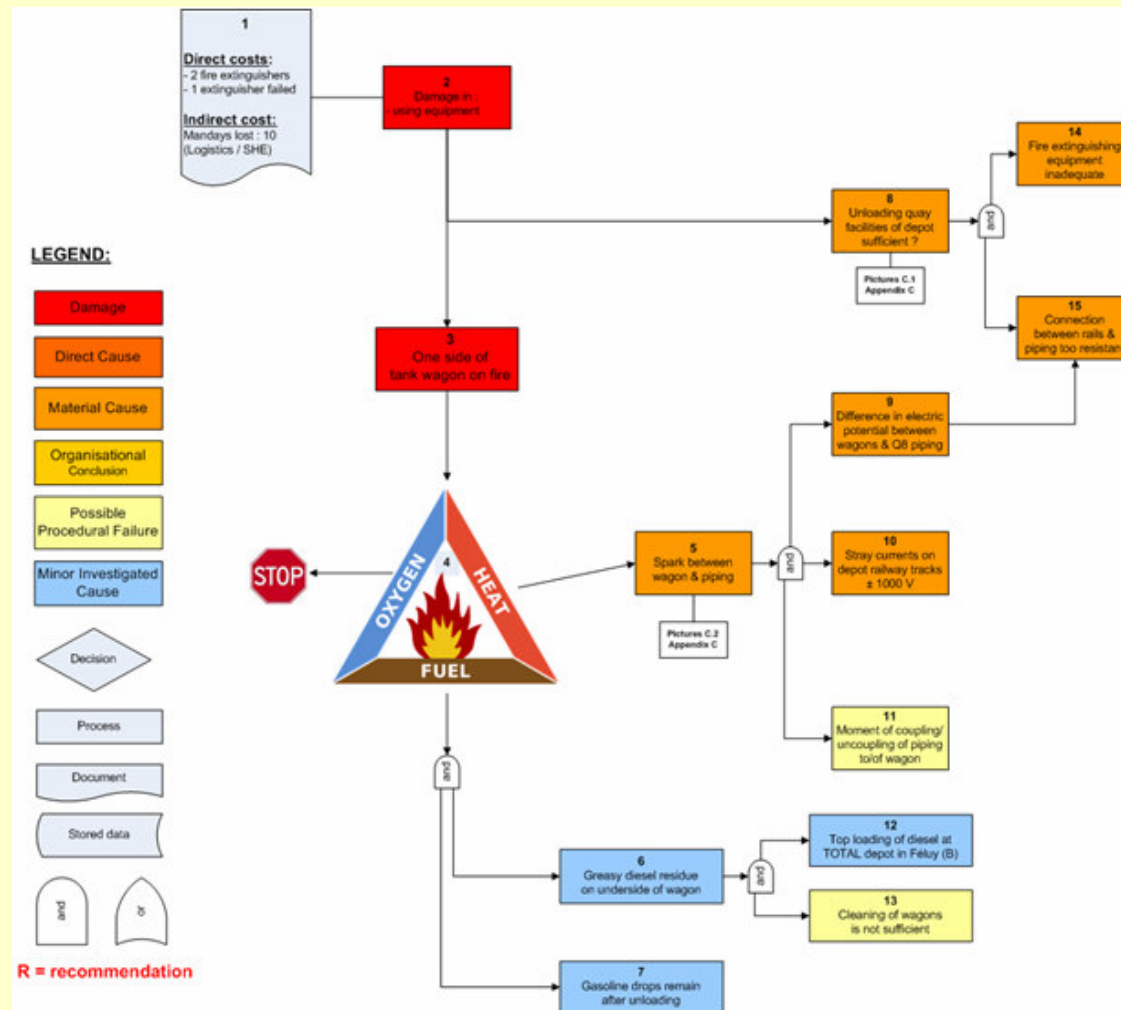 1
Direct costs:
- 2 fire extinguishers
- 1 extinguisher failed
Indirect cost:
Mandays lost : 10
(Logistics / SHE)
2
Damage in :
- using equipment
14
Fire extinguishing
equipment
inadequate
8
Unloading quay
facilities of depot
sufficient ?
and
Pictures C.1
Appendix C
15
Connection
between rails &
piping too resistan
LEGEND:
Damage
Direct Cause
Material Cause
Organisational
Conclusion
Possible
Procedural Failure
Minor Investigated
Cause
Decision
Process
Document
Stored data
and
or
R = recommendation
3
One side of
tank wagon on fire
STOP
4
OXYGEN
HEAT
FUEL
5
Spark between
wagon & piping
Pictures C.2
Appendix C
and
9
Difference in electric
potential between
wagons & Q8 piping
10
Stray currents on
depot railway tracks
± 1000 V
11
Moment of coupling/
uncoupling of piping
to/of wagon
and
6
Greasy diesel residue
on underside of wagon
and
12
Top loading of diesel at
TOTAL depot in Féluy (B)
13
Cleaning of wagons
is not sufficient
7
Gasoline drops remain
after unloading